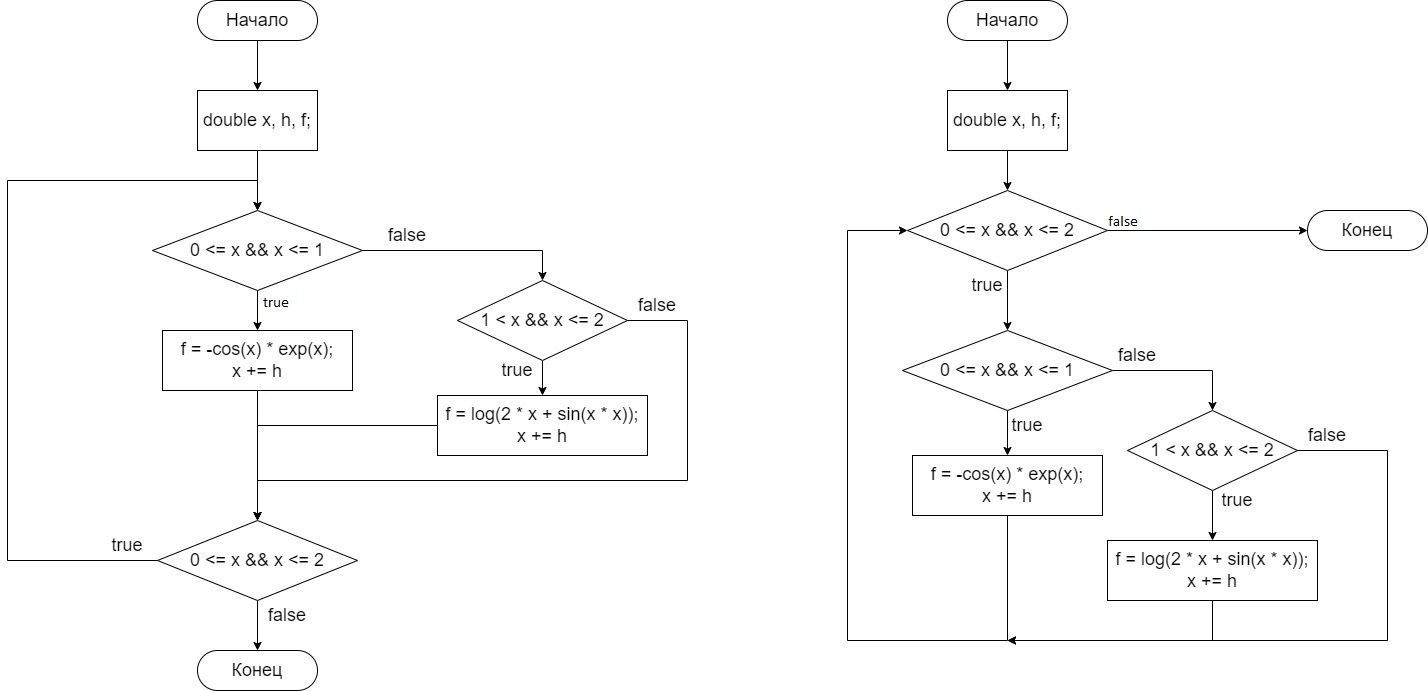 Начало
double x, h, f;
0 <= x && x <= 1
false
true
1 < x && x <= 2
false
f = -cos(x) * exp(x);
x += h
true
f = log(2 * x + sin(x * x));
x += h
true
0 <= x && x <= 2
false
Конец
Начало
double x, h, f;
0 <= x && x <= 2
false
Конец
true
0 <= x && x <= 1
false
true
1 < x && x <= 2
false
f = -cos(x) * exp(x);
x += h
true
f = log(2 * x + sin(x * x));
x += h